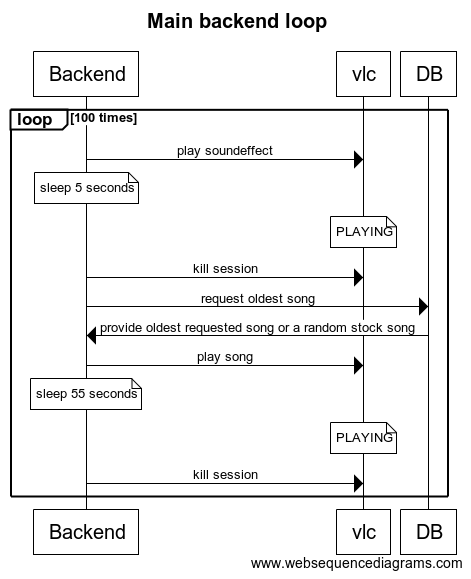 Main backend loop
Backend vlc DB
loop [100 times]
play soundeffect
sleep 5 seconds
PLAYING
kill session
request oldest song
provide oldest requested song or a random stock song
play song
sleep 55 seconds
PLAYING
kill session
Backend vlc DB
www.websequencediagrams.com